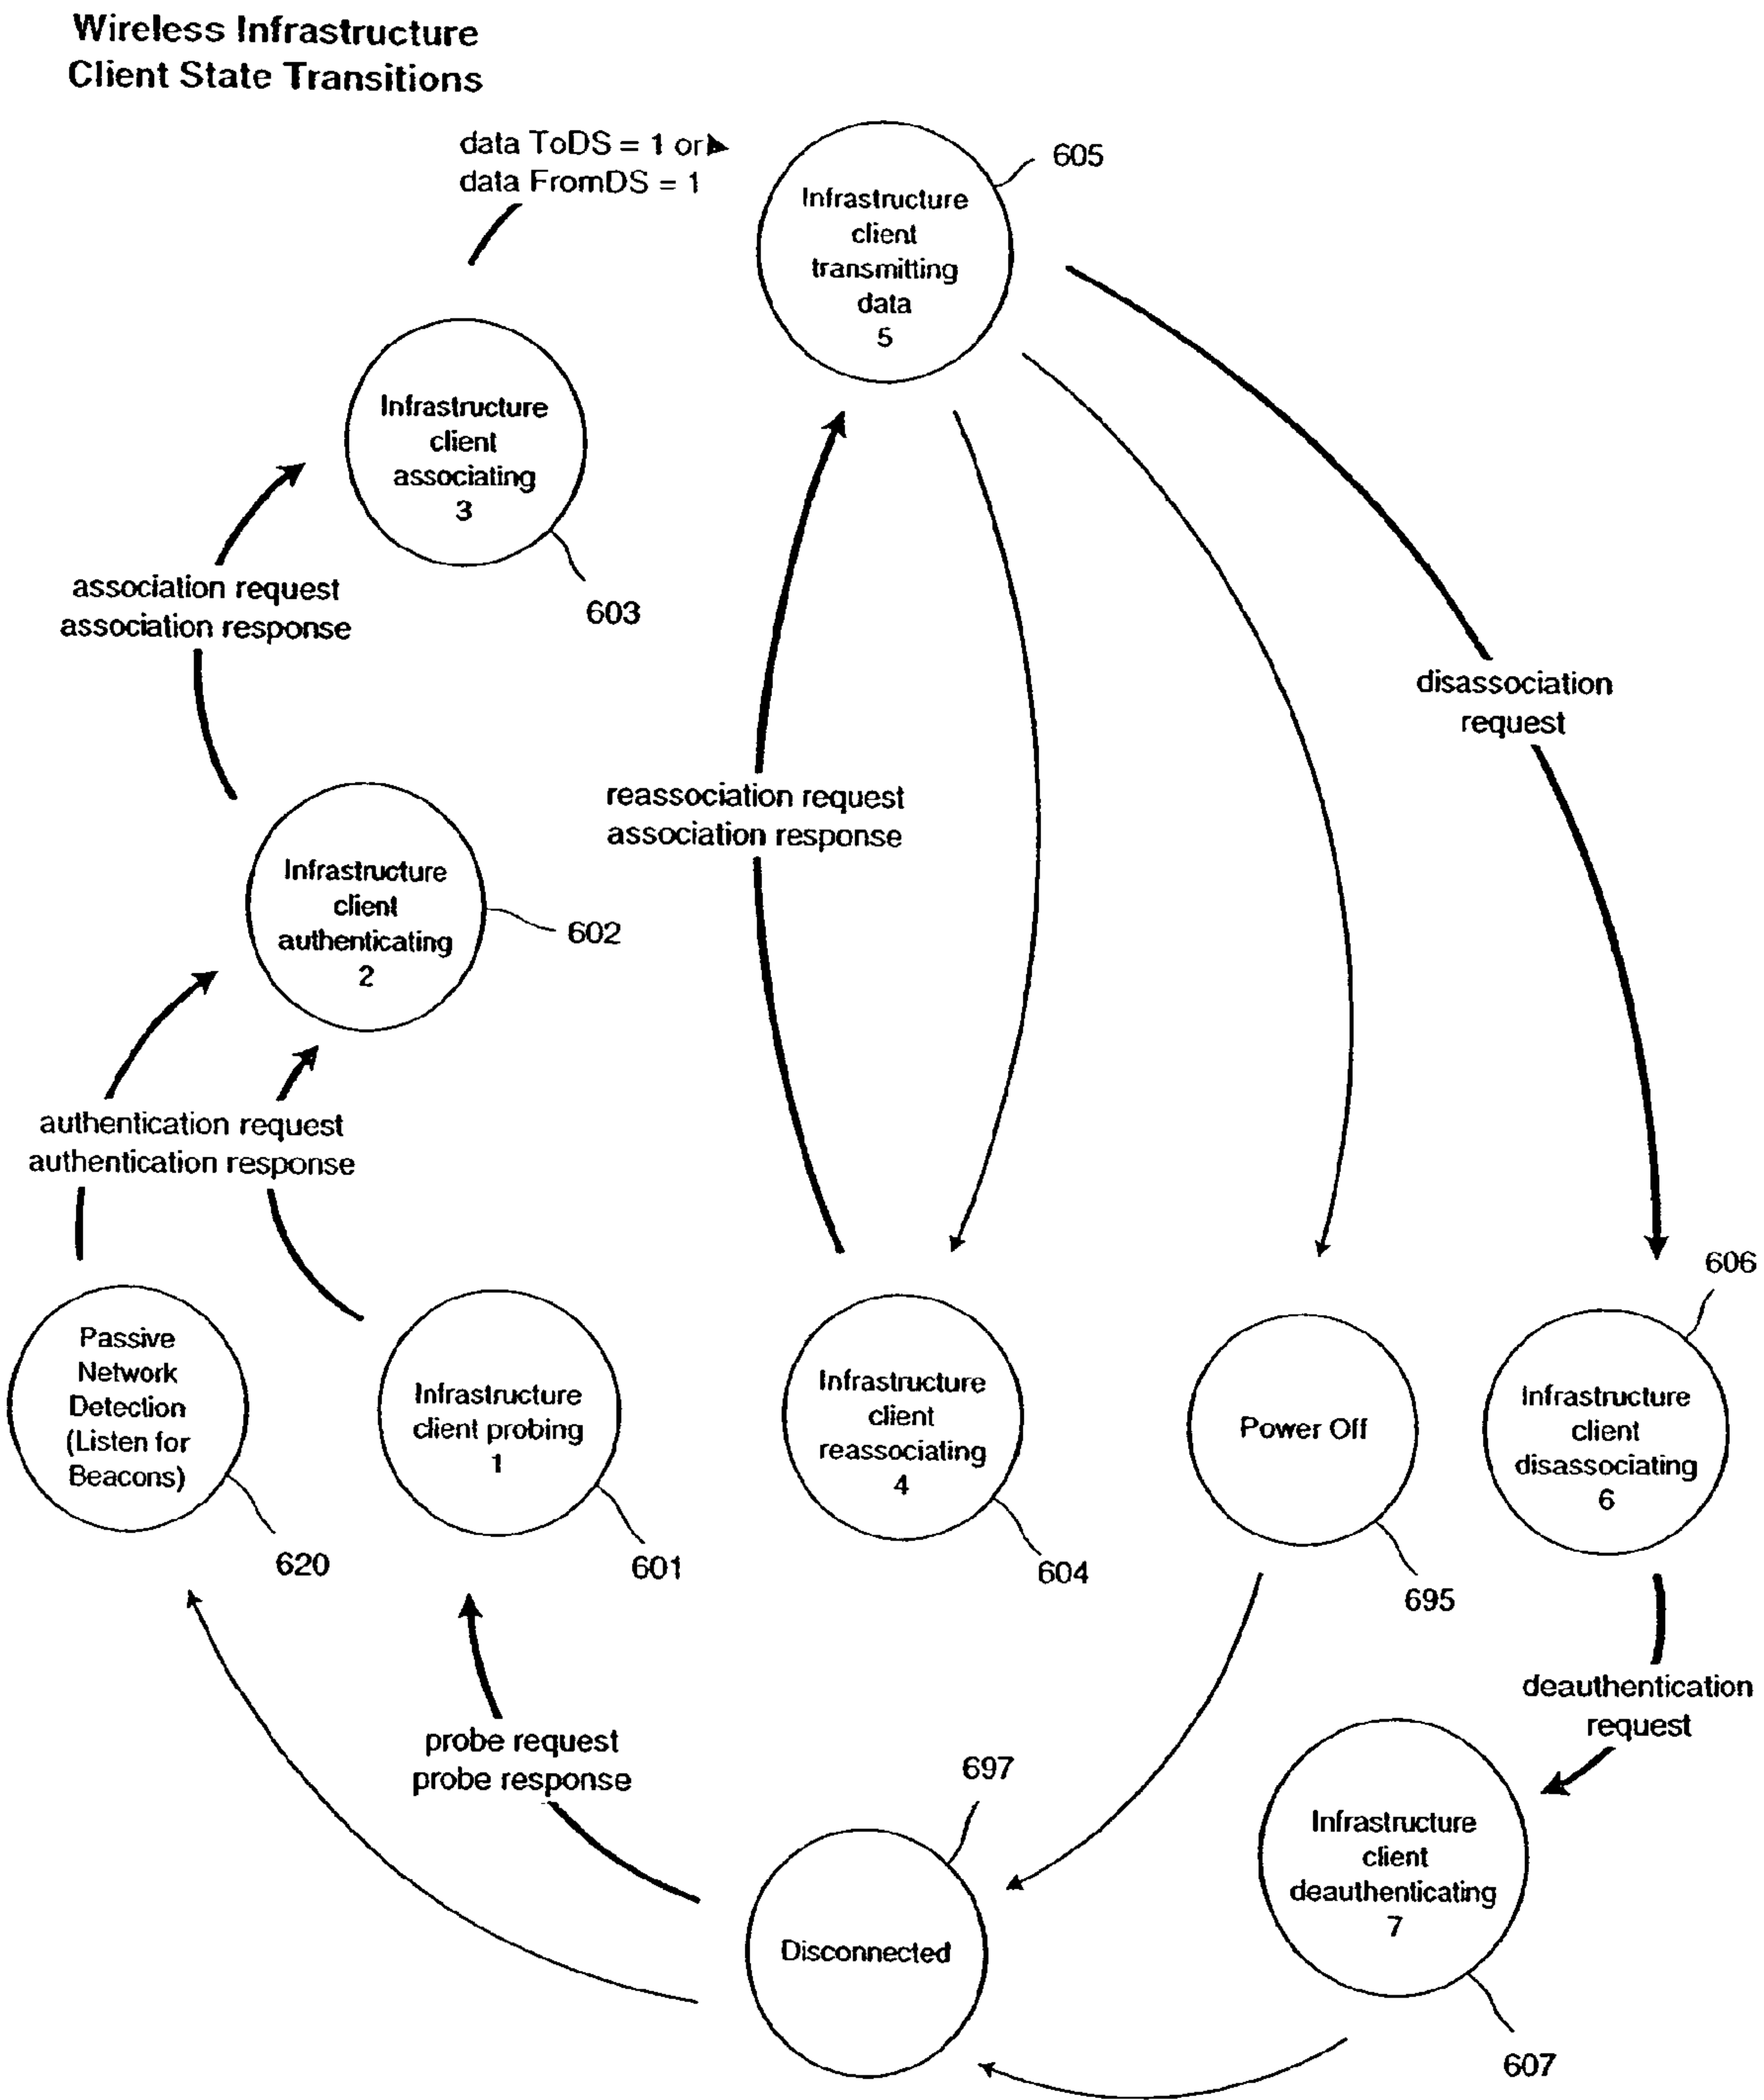 Wireless Infrastructure
Client State Transitions
data ToDS = 1 or
data FromDS = 1
605
Infrastructure
client
transmitting
data
5
Infrastructure
client
associating
3
603
association request
association response
disassociation
request
reassociation request
association response
Infrastructure
client
authenticating
2
602
authentication request
authentication response
606
Passive
Network
Detection
(Listen for
Beacons)
620
Infrastructure
client probing
1
601
Infrastructure
client
reassociating
4
604
Power Off
695
Infrastructure
client
disassociating
6
deauthentication
request
probe request
probe response
697
Disconnected
Infrastructure
client
deauthenticating
7
607